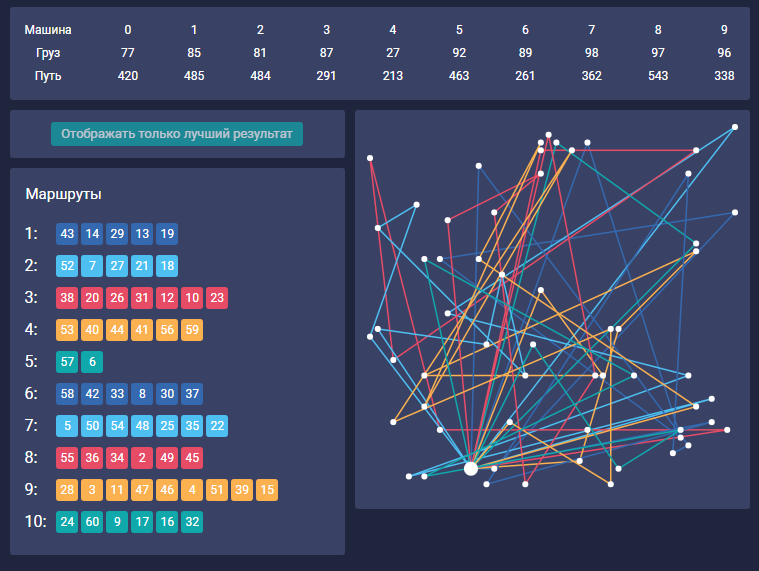 Машина 0 1 2 3 4 5 6 7 8 9
Груз 77 85 81 87 27 92 89 98 97 96
Путь 420 485 484 291 213 463 261 362 543 338
Отображать только лучший результат
Маршруты
1: 43 14 29 13 19
2: 52 7 27 21 18
3: 38 20 26 31 12 10 23
4: 53 40 44 41 56 59
5: 57 6
6: 58 42 33 8 30 37
7: 5 50 54 48 25 35 22
8: 55 36 34 2 49 45
9: 28 3 11 47 46 4 51 39 15
10: 24 60 9 17 16 32